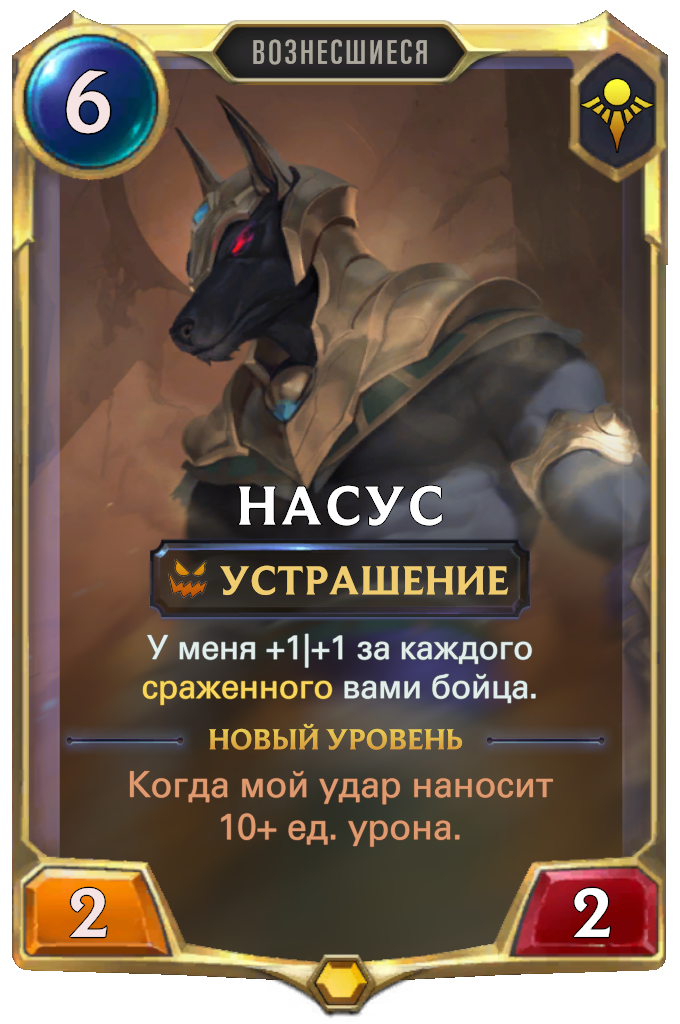 ВОЗНЕСШИЕСЯ
6
НАСУС
УСТРАШЕНИЕ
У меня +1|+1 за каждого
сраженного вами бойца.
НОВЫЙ УРОВЕНЬ
Когда мой удар наносит
10+ ед. урона.
2
2